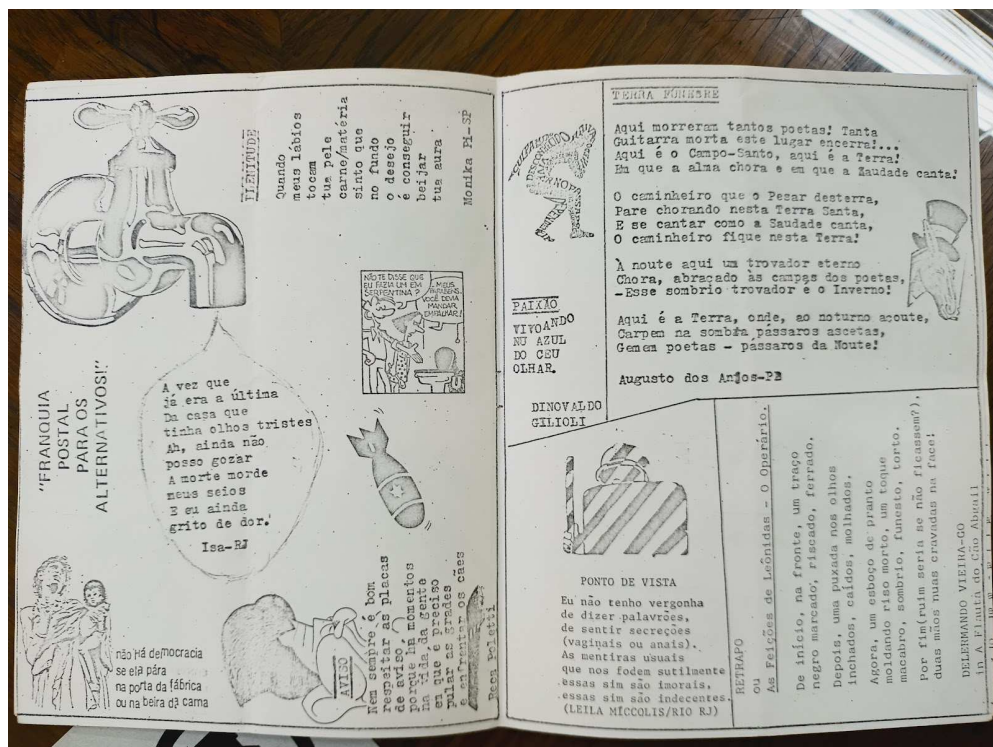 "FRANQUIA
POSTAL
PARA OS
ALTERNATIVOS!"
PLENITUDE
Quando
meus lábios
tocam
tua pele
carne/matéria
sinto que
no fundo
o desejo
é conseguir
beijar
tua aura
Monika Fi-SP
NÃO TE DISSE QUE
EU FAZIA UM EM
SERPENTINA?
MEUS
PARABÉNS.
VOCÊ DEVIA
MANDAR
EMPALHAR!
A vez que
já era a última
Da casa que
tinha olhos tristes
Ah, ainda não
posso gozar
A morte morde
meus seios
E eu ainda
grito de dor.
Isa-RJ
não há democracia
se ela pára
na porta da fábrica
ou na beira da cama
AVISO
Nem sempre é bom
respeitar as placas
de aviso,
porque há momentos
na vida da gente
em que é preciso
pular as grades
e enfrentar os cães
Beca Poletti
TERRA FÚNEBRE
Aqui morreram tantos poetas! Tanta
Guitarra morta este lugar encerra!...
Aqui é o Campo-Santo, aqui é a Terra!
Em que a alma chora e em que a Saudade canta!
O caminheiro que o Pesar desterra,
Pare chorando nesta Terra Santa,
E se cantar como a Saudade canta,
O caminheiro fique nesta Terra!
À noute aqui um trovador eterno
Chora, abraçado às campas dos poetas,
-Esse sombrio trovador e o Inverno!
Aqui é a Terra, onde, ao noturno açoute,
Carpem na sombra pássaros ascetas,
Gemem poetas - pássaros da Noute!
Augusto dos Anjos-PB
PAIXÃO
VIVOANDO
NU AZUL
DO CEU
OLHAR.
DINOVALDO
GILIOLI
PONTO DE VISTA
Eu não tenho vergonha
de dizer palavrões,
de sentir secreções
(vaginais ou anais).
As mentiras usuais
que nos fodem sutilmente
essas sim são imorais,
essas sim são indecentes.
(LEILA MÍCCOLIS/RIO RJ)
RETRAPO
ou
As Feições de Leônidas - O Operário.
De início, na fronte, um traço
negro marcado, riscado, ferrado.
Depois, uma puxada nos olhos
inchados, caídos, molhados.
Agora, um esboço de pranto
moldando riso morto, um toque
macabro, sombrio, funesto, torto.
Por fim(ruim seria se não ficassem?),
duas mãos nuas cravadas na face!
DELERMANDO VIEIRA-GO
in A Flauta do Cão Abgail